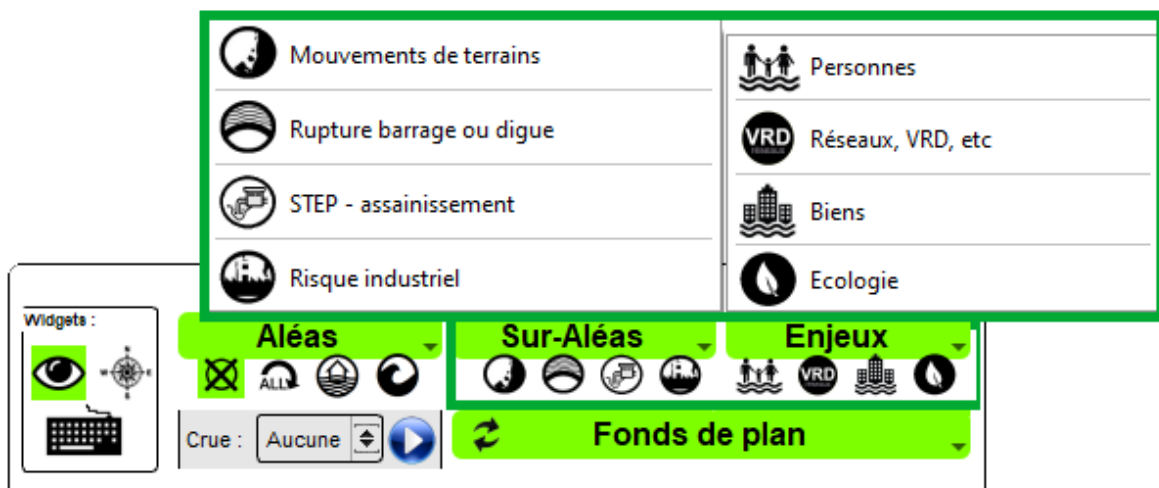 Mouvements de terrains
Rupture barrage ou digue
STEP - assainissement
Risque industriel
Personnes
VRD
Réseaux, VRD, etc
Biens
Ecologie
Widgets :
Aléas
Sur-Aléas
Enjeux
N
ALL
VRD
Crue :
Aucune
Fonds de plan